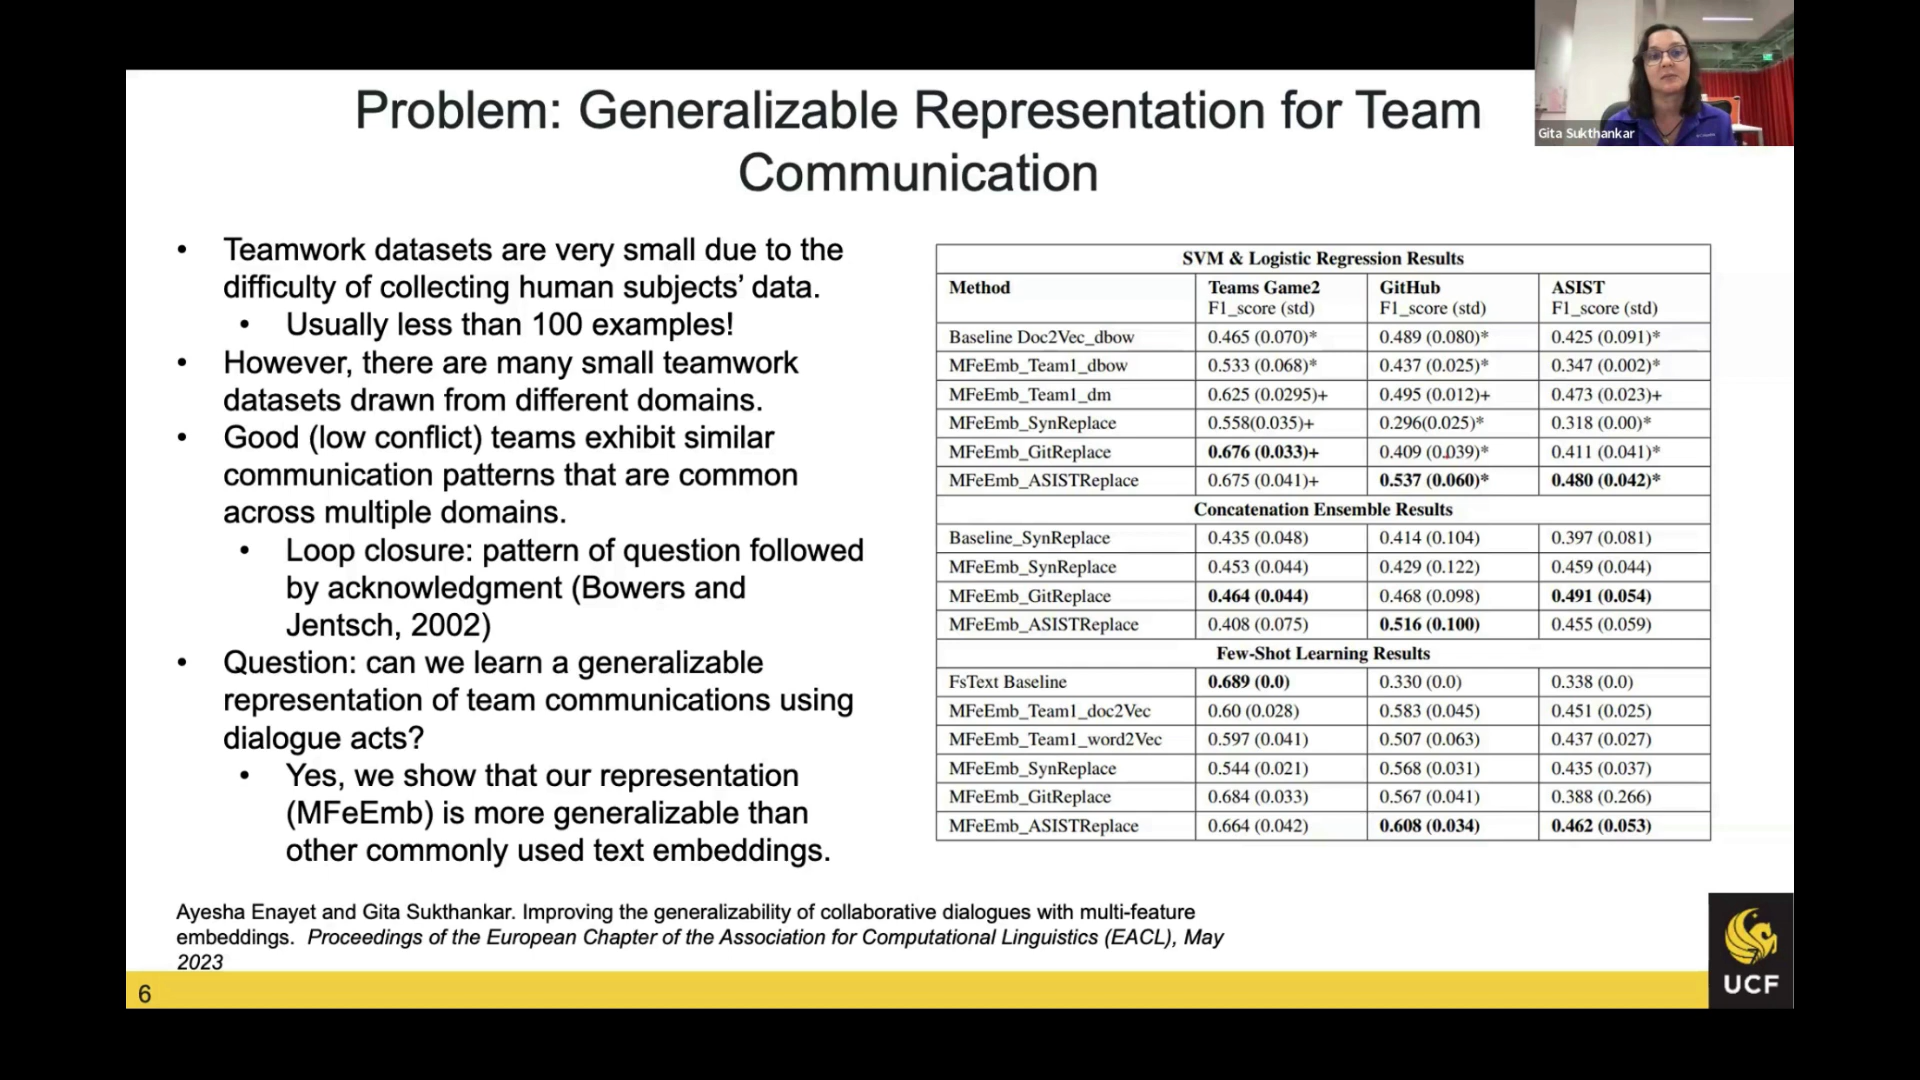 Problem: Generalizable Representation for Team
Communication
Gita Sukthankar
• Teamwork datasets are very small due to the
difficulty of collecting human subjects' data.
• Usually less than 100 examples!
• However, there are many small teamwork
datasets drawn from different domains.
• Good (low conflict) teams exhibit similar
communication patterns that are common
across multiple domains.
• Loop closure: pattern of question followed
by acknowledgment (Bowers and
Jentsch, 2002)
• Question: can we learn a generalizable
representation of team communications using
dialogue acts?
• Yes, we show that our representation
(MFeEmb) is more generalizable than
other commonly used text embeddings.
SVM & Logistic Regression Results
Method Teams Game2 GitHub ASIST
F1_score (std) F1_score (std) F1_score (std)
Baseline Doc2Vec_dbow 0.465 (0.070)* 0.489 (0.080)* 0.425 (0.091)*
MFeEmb_Team1_dbow 0.533 (0.068)* 0.437 (0.025)* 0.347 (0.002)*
MFeEmb_Team1_dm 0.625 (0.0295)+ 0.495 (0.012)+ 0.473 (0.023)+
MFeEmb_SynReplace 0.558(0.035)+ 0.296(0.025)* 0.318 (0.00)*
MFeEmb_GitReplace 0.676 (0.033)+ 0.409 (0.039)* 0.411 (0.041)*
MFeEmb_ASISTReplace 0.675 (0.041)+ 0.537 (0.060)* 0.480 (0.042)*
Concatenation Ensemble Results
Baseline_SynReplace 0.435 (0.048) 0.414 (0.104) 0.397 (0.081)
MFeEmb_SynReplace 0.453 (0.044) 0.429 (0.122) 0.459 (0.044)
MFeEmb_GitReplace 0.464 (0.044) 0.468 (0.098) 0.491 (0.054)
MFeEmb_ASISTReplace 0.408 (0.075) 0.516 (0.100) 0.455 (0.059)
Few-Shot Learning Results
FsText Baseline 0.689 (0.0) 0.330 (0.0) 0.338 (0.0)
MFeEmb_Team1_doc2Vec 0.60 (0.028) 0.583 (0.045) 0.451 (0.025)
MFeEmb_Team1_word2Vec 0.597 (0.041) 0.507 (0.063) 0.437 (0.027)
MFeEmb_SynReplace 0.544 (0.021) 0.568 (0.031) 0.435 (0.037)
MFeEmb_GitReplace 0.684 (0.033) 0.567 (0.041) 0.388 (0.266)
MFeEmb_ASISTReplace 0.664 (0.042) 0.608 (0.034) 0.462 (0.053)
Ayesha Enayet and Gita Sukthankar. Improving the generalizability of collaborative dialogues with multi-feature
embeddings. Proceedings of the European Chapter of the Association for Computational Linguistics (EACL), May
2023
6
UCF